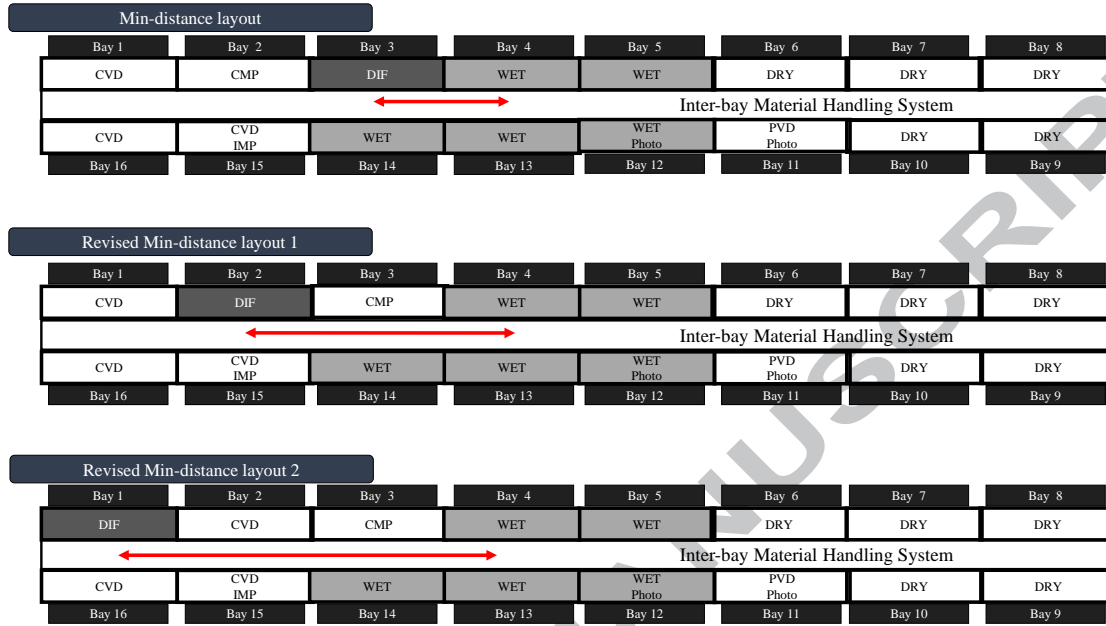 Min-distance layout
Bay 1 Bay 2 Bay 3 Bay 4 Bay 5 Bay 6 Bay 7 Bay 8
CVD CMP DIF WET WET DRY DRY DRY
Inter-bay Material Handling System
CVD CVD IMP WET WET WET Photo PVD Photo DRY DRY
Bay 16 Bay 15 Bay 14 Bay 13 Bay 12 Bay 11 Bay 10 Bay 9
Revised Min-distance layout 1
Bay 1 Bay 2 Bay 3 Bay 4 Bay 5 Bay 6 Bay 7 Bay 8
CVD DIF CMP WET WET DRY DRY DRY
Inter-bay Material Handling System
CVD CVD IMP WET WET WET Photo PVD Photo DRY DRY
Bay 16 Bay 15 Bay 14 Bay 13 Bay 12 Bay 11 Bay 10 Bay 9
Revised Min-distance layout 2
Bay 1 Bay 2 Bay 3 Bay 4 Bay 5 Bay 6 Bay 7 Bay 8
DIF CVD CMP WET WET DRY DRY DRY
Inter-bay Material Handling System
CVD CVD IMP WET WET WET Photo PVD Photo DRY DRY
Bay 16 Bay 15 Bay 14 Bay 13 Bay 12 Bay 11 Bay 10 Bay 9